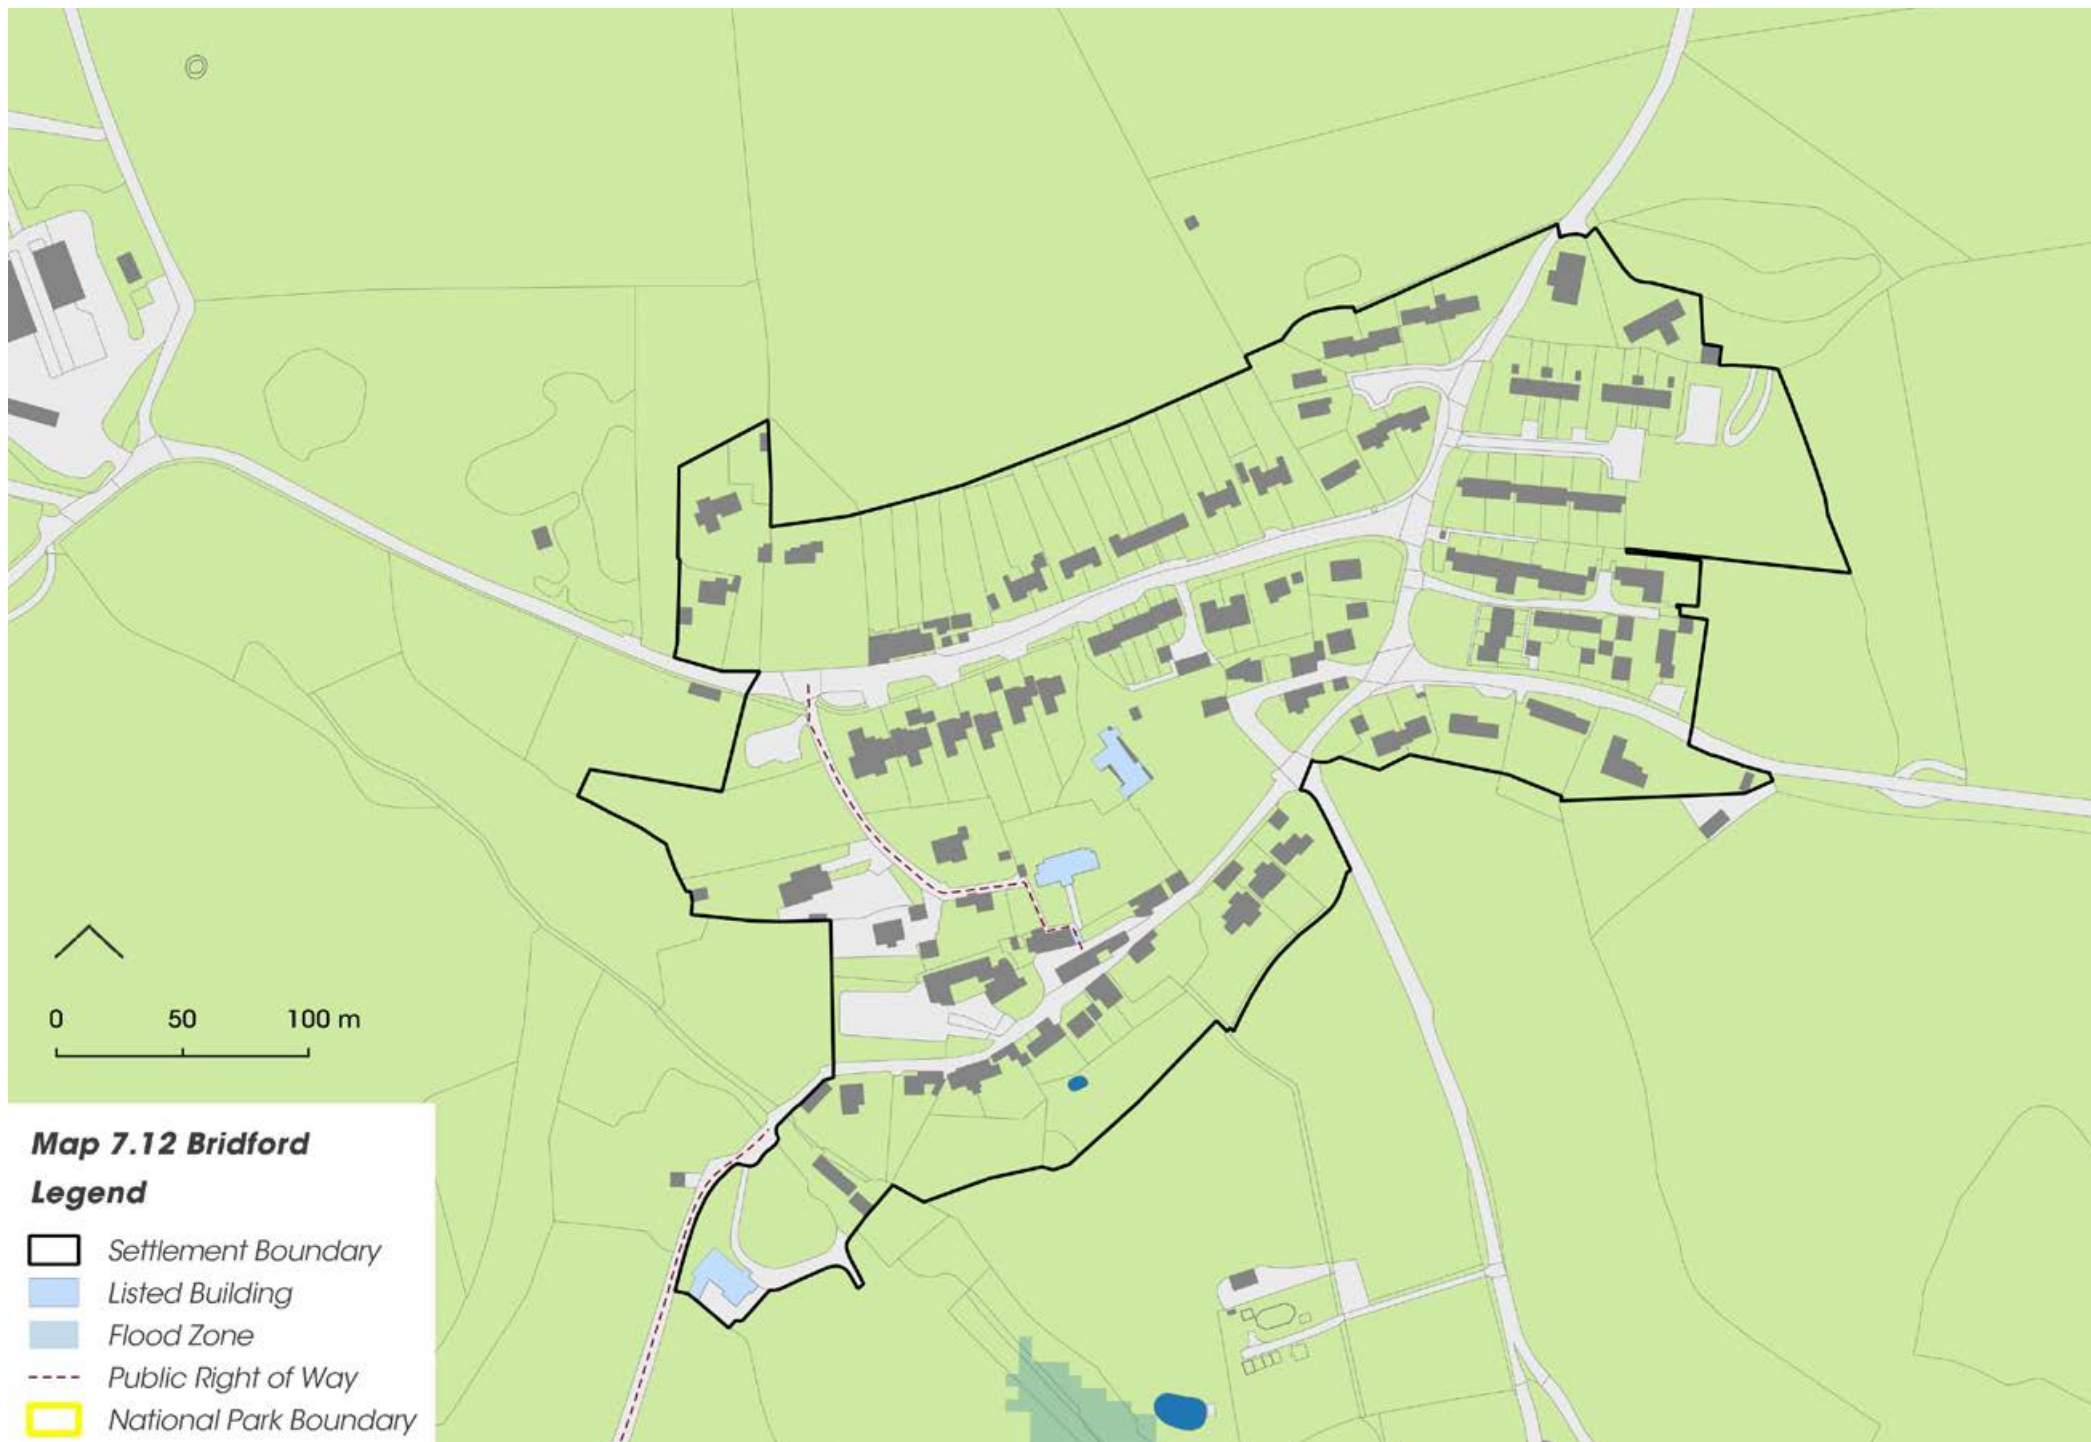 0 50 100 m
Map 7.12 Bridford
Legend
Settlement Boundary
Listed Building
Flood Zone
Public Right of Way
National Park Boundary